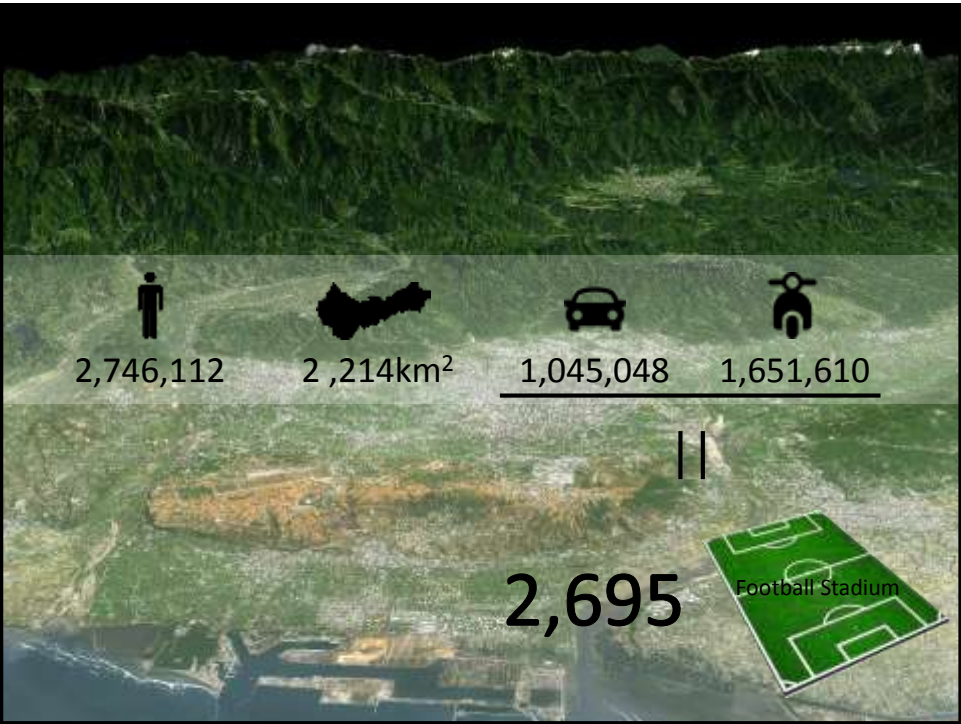 2,746,112
2 ,214km²
1,045,048
1,651,610
||
2,695
Football Stadium